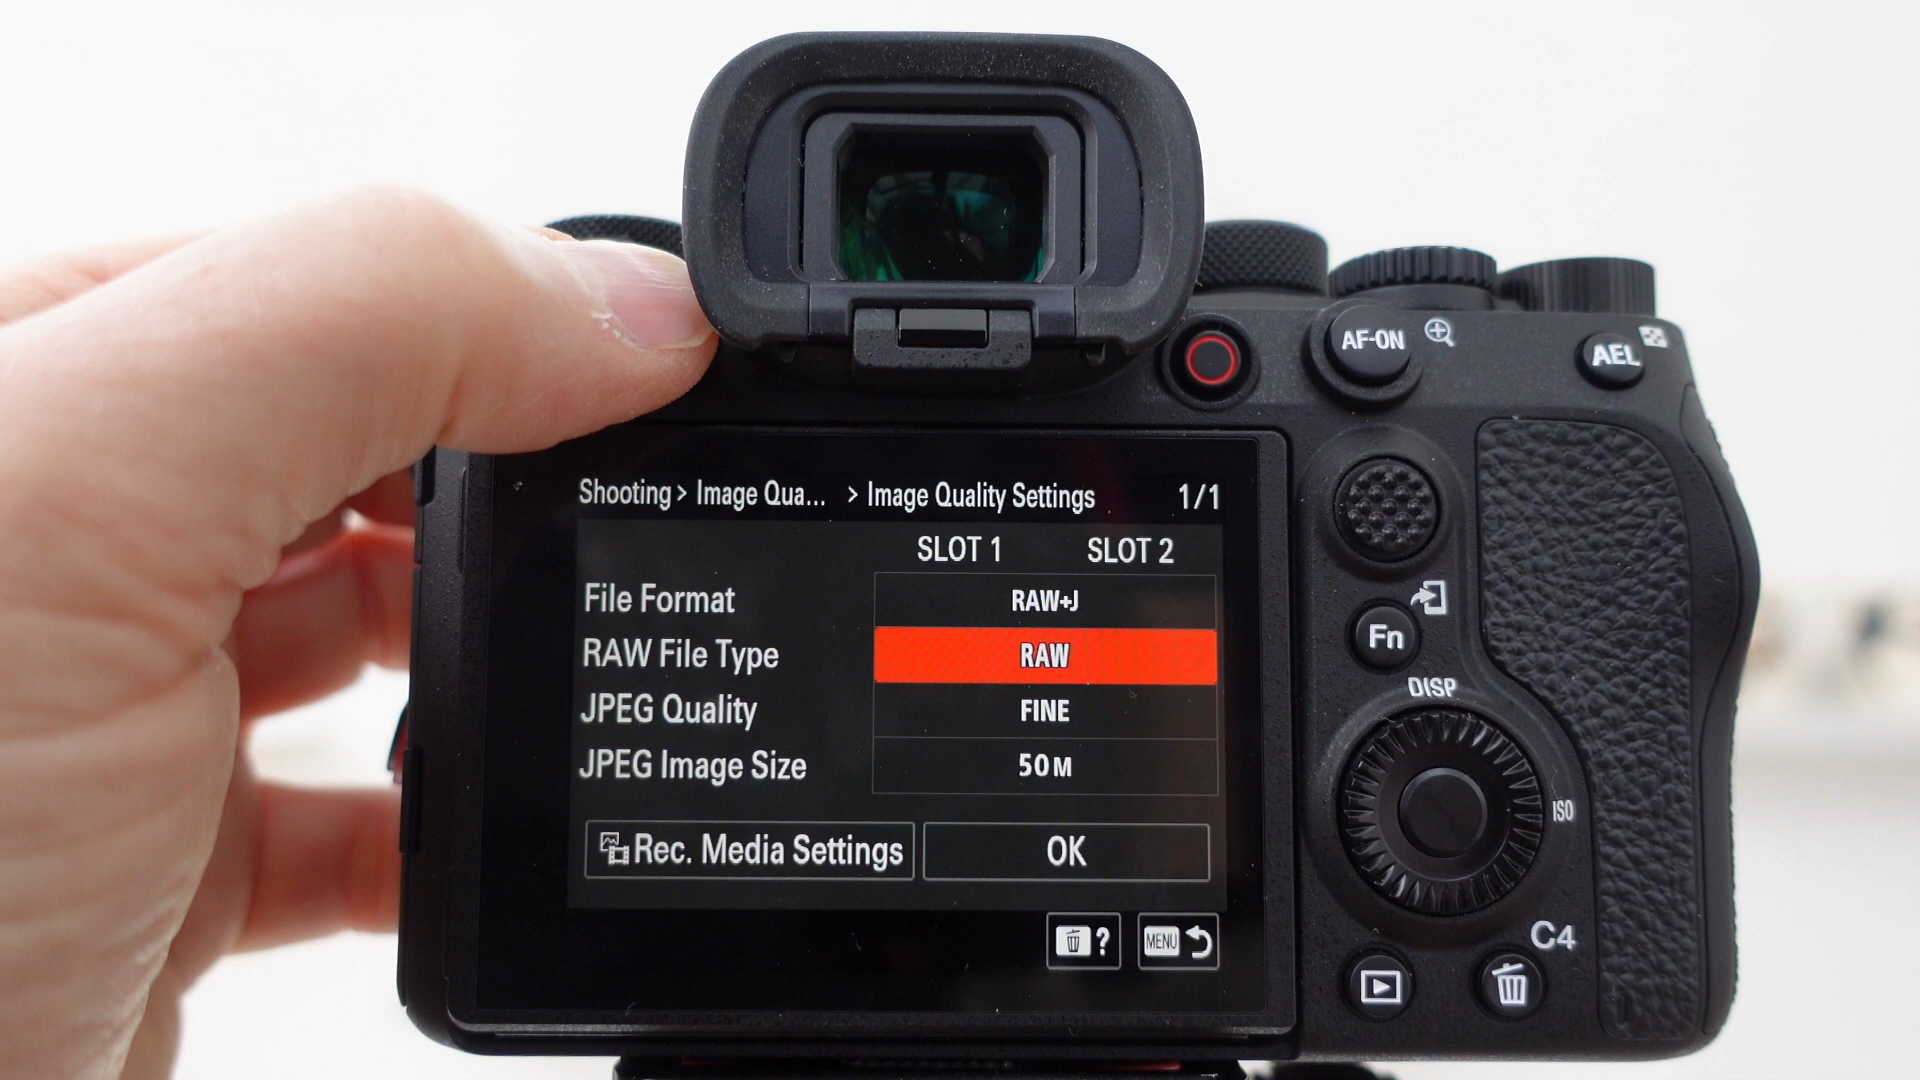 AF-ON
AEL
Shooting > Image Qua... > Image Quality Settings 1/1
SLOT 1 SLOT 2
File Format RAW+J
RAW File Type RAW
JPEG Quality FINE
JPEG Image Size 50M
Rec. Media Settings OK
? MENU
Fn
DISP
ISO
C4